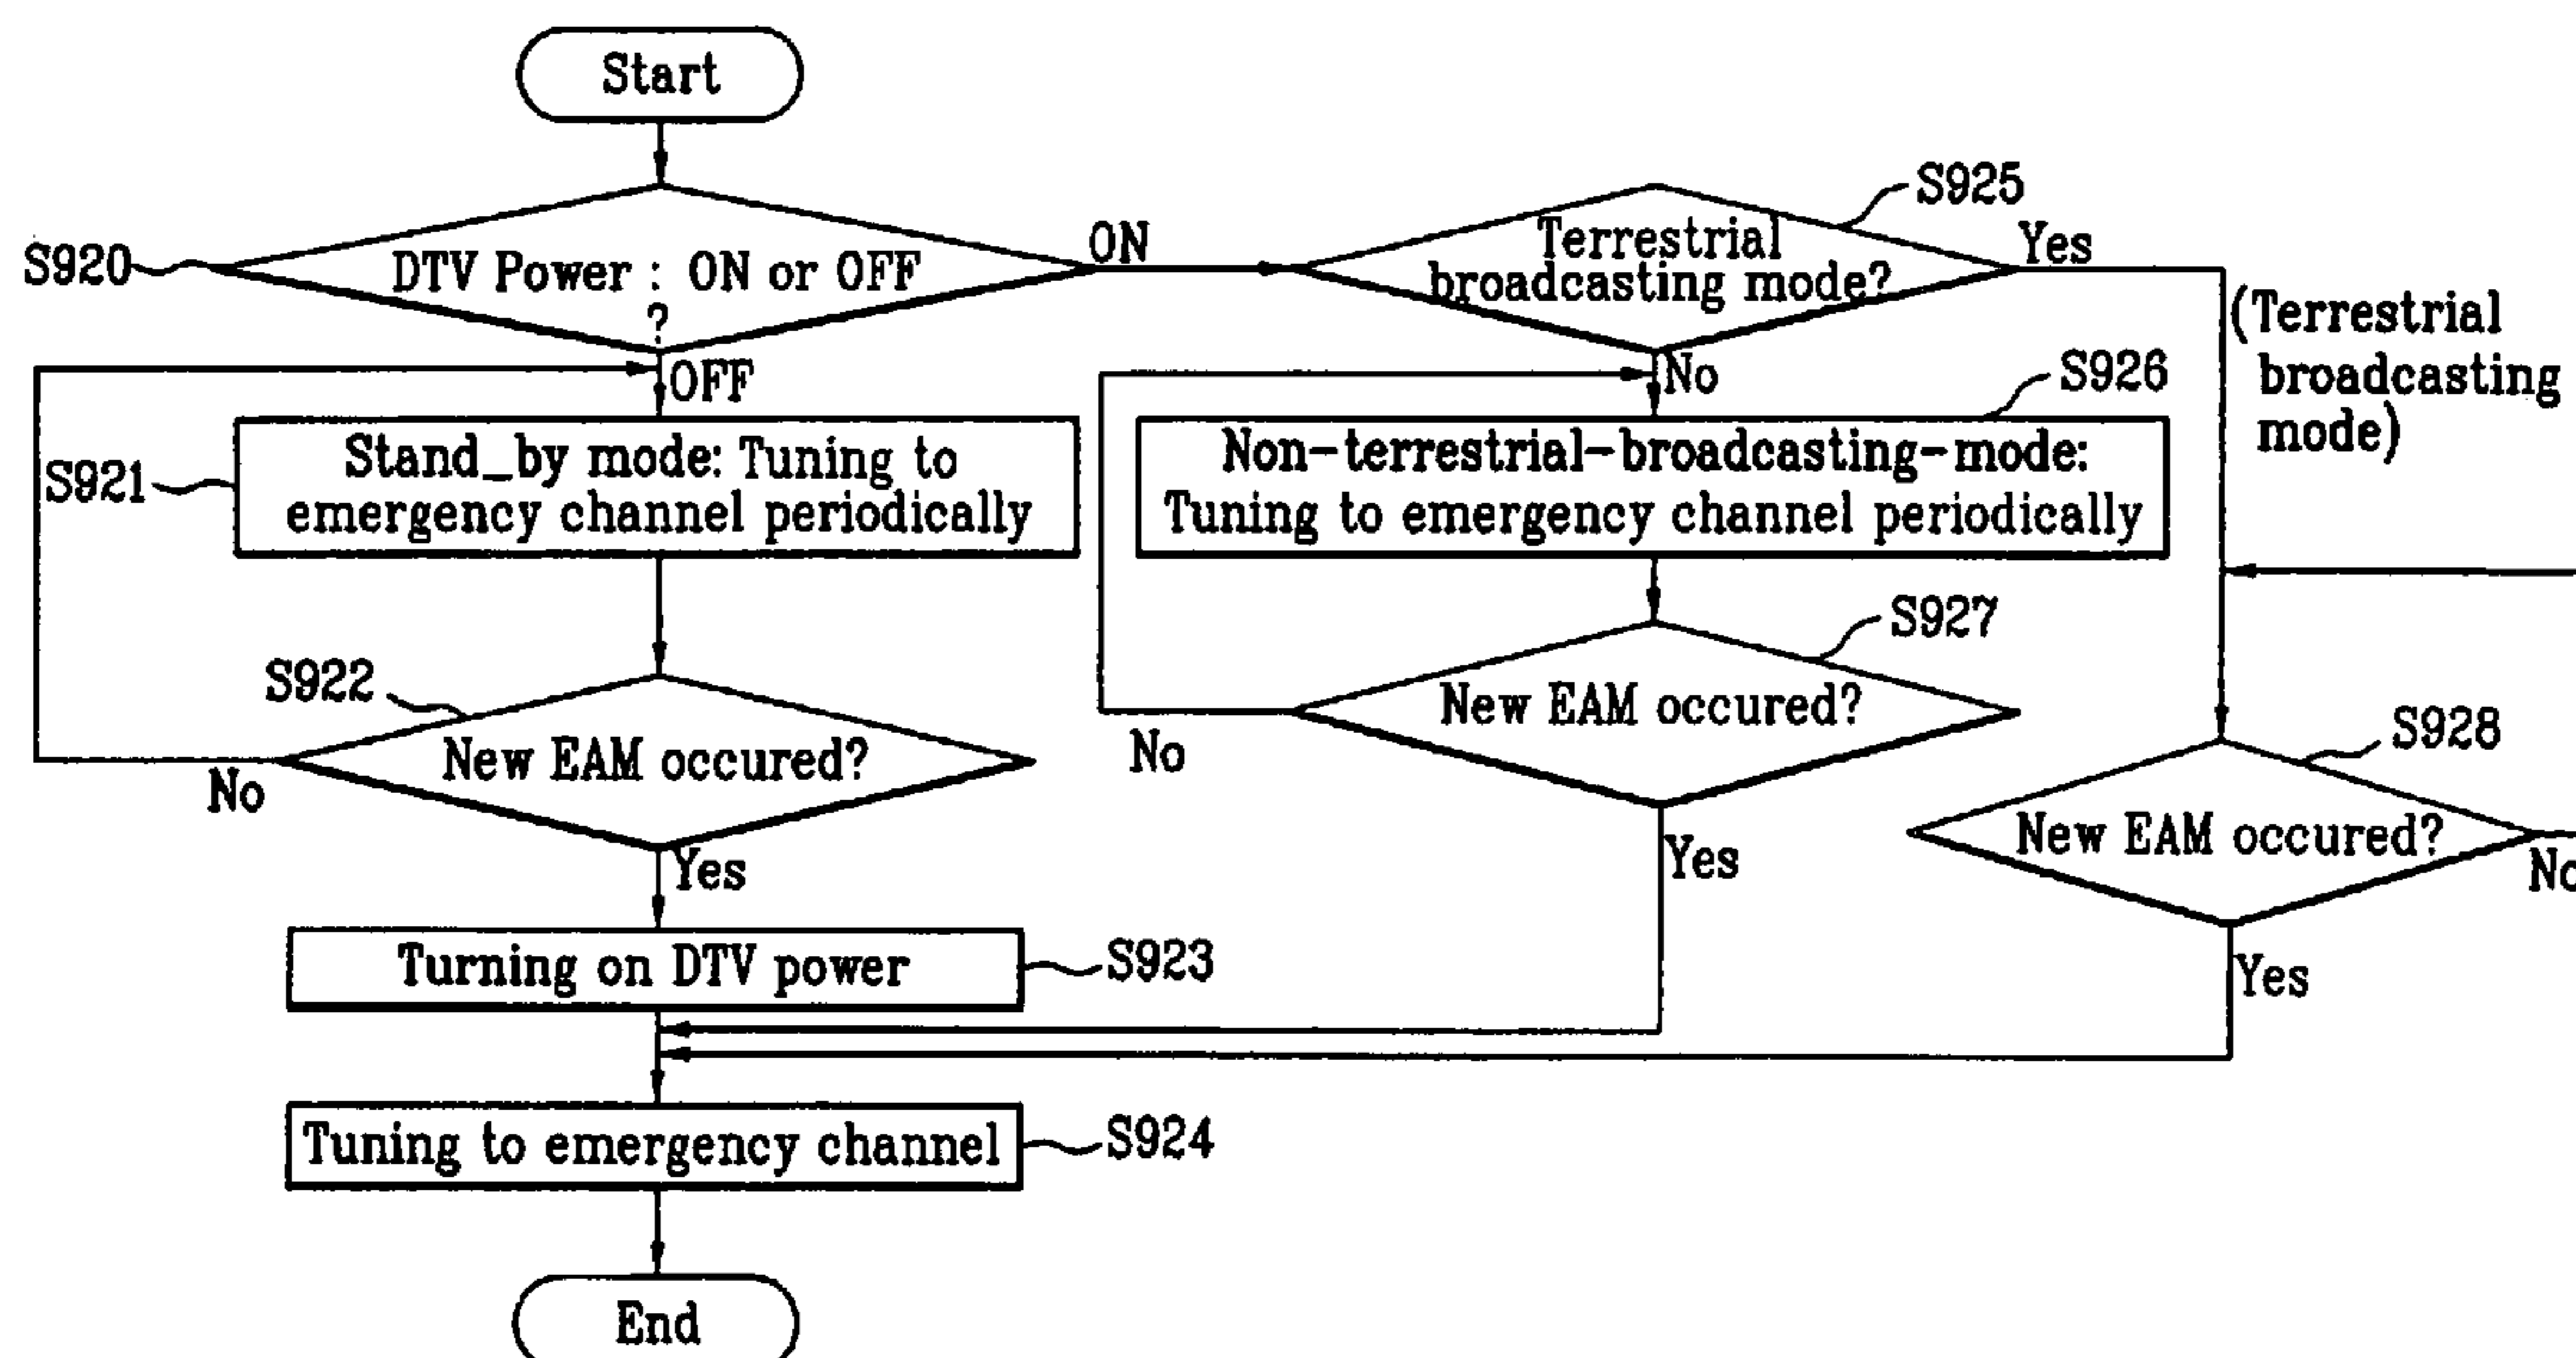 Start
S920
DTV Power : ON or OFF
?
ON
OFF
S925
Terrestrial
broadcasting mode?
Yes
(Terrestrial
broadcasting
mode)
No
S921
Stand_by mode: Tuning to
emergency channel periodically
S926
Non-terrestrial-broadcasting-mode:
Tuning to emergency channel periodically
S922
New EAM occured?
No
Yes
S927
New EAM occured?
No
Yes
S928
New EAM occured?
No
Yes
Turning on DTV power
S923
Tuning to emergency channel
S924
End